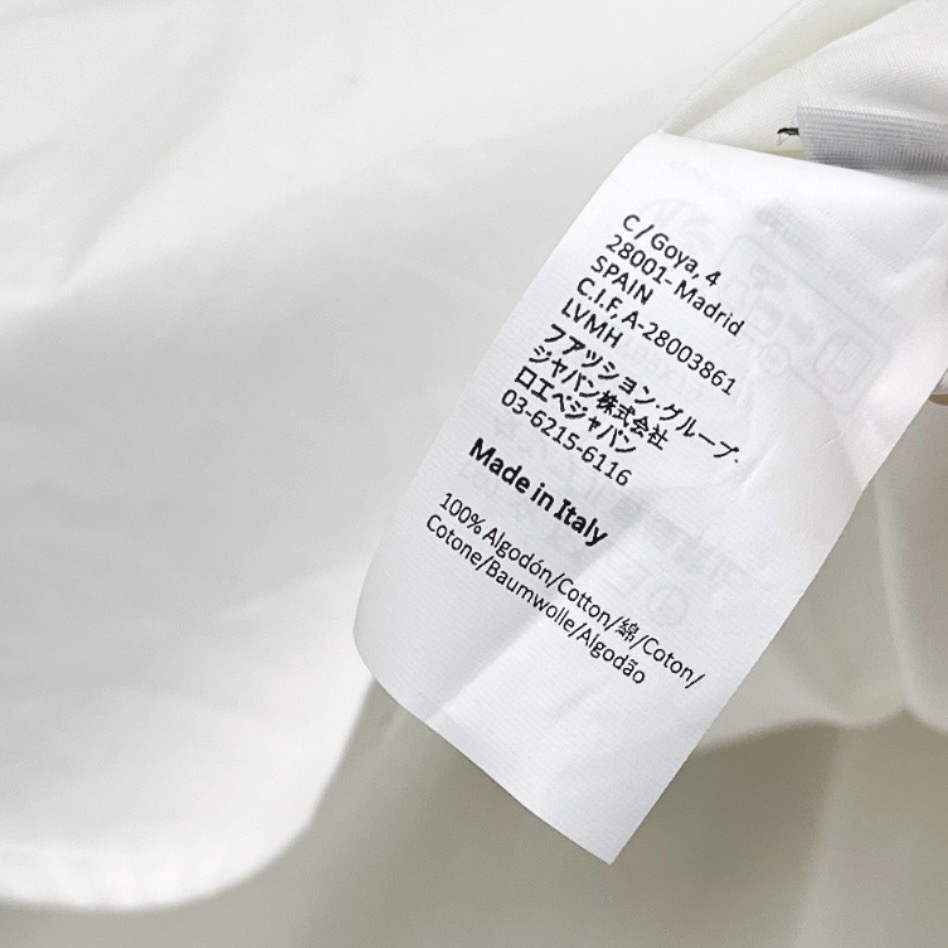 C/ Goya, 4
28001- Madrid
SPAIN
C.I.F, A-28003861
LVMH
ファッション·グループ.
ジャパン株式会社
ロエベジャパン
03-6215-6116
Made in Italy
100% Algodón/Cotton/綿/Coton/
Cotone/Baumwolle/Algodão